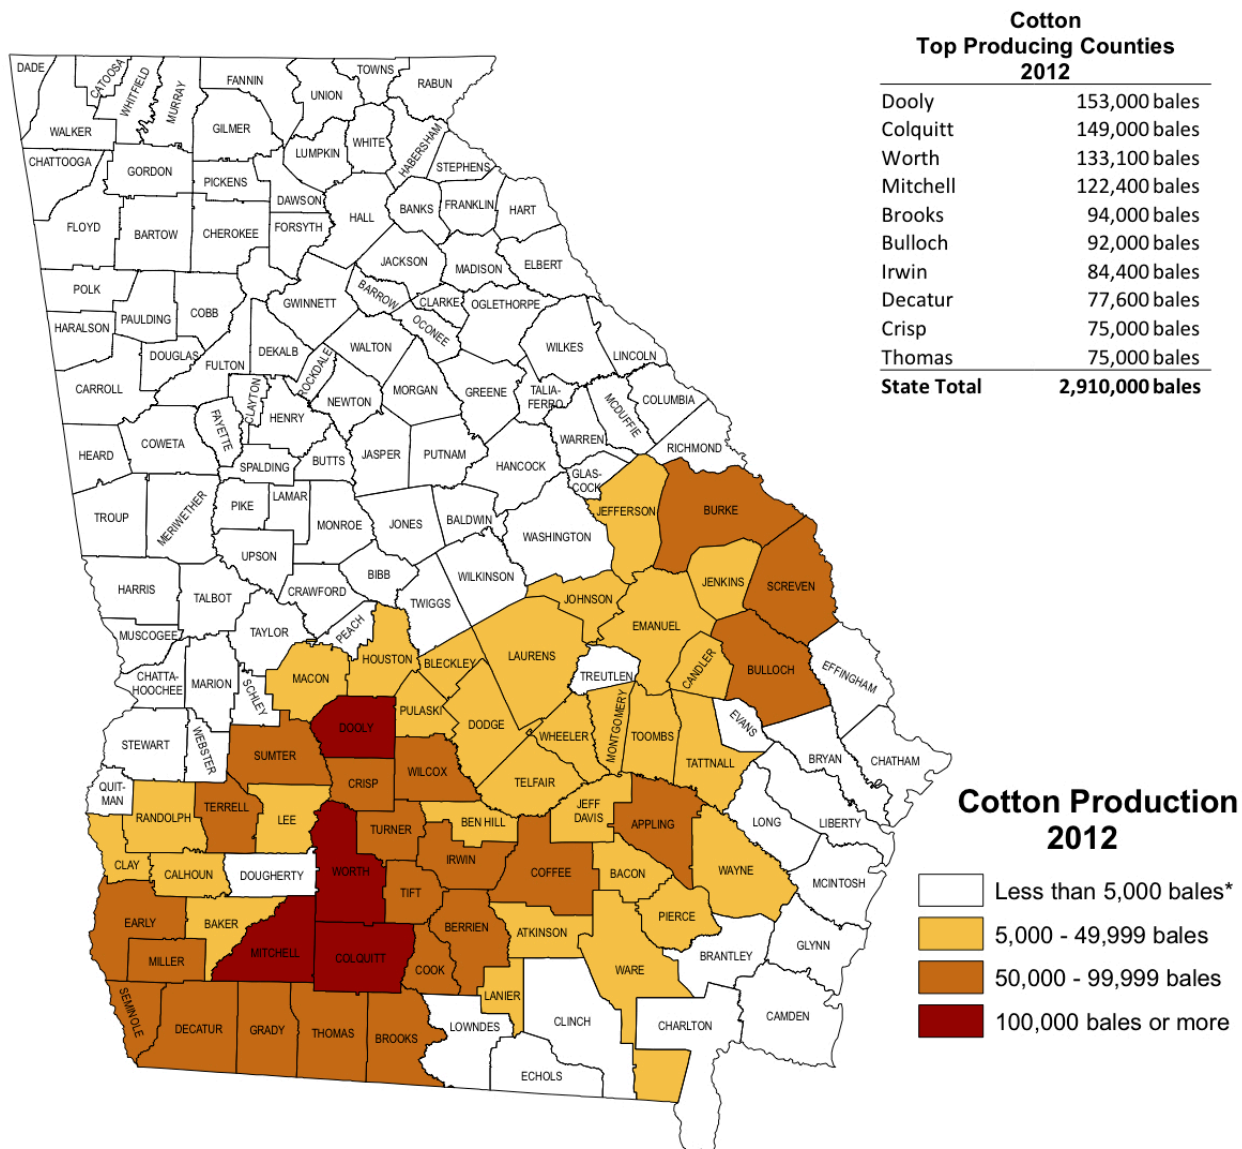 Cotton
Top Producing Counties
2012
Dooly 153,000 bales
Colquitt 149,000 bales
Worth 133,100 bales
Mitchell 122,400 bales
Brooks 94,000 bales
Bulloch 92,000 bales
Irwin 84,400 bales
Decatur 77,600 bales
Crisp 75,000 bales
Thomas 75,000 bales
State Total 2,910,000 bales
DADE
CATOOSA
WHITFIELD
MURRAY
FANNIN
UNION
TOWNS
RABUN
WALKER
GILMER
LUMPKIN
WHITE
HABERSHAM
STEPHENS
CHATTOOGA
GORDON
PICKENS
DAWSON
HALL
BANKS
FRANKLIN
HART
FLOYD
BARTOW
CHEROKEE
FORSYTH
JACKSON
MADISON
ELBERT
POLK
PAULDING
COBB
GWINNETT
BARROW
CLARKE
OGLETHORPE
OCONEE
HARALSON
DOUGLAS
FULTON
DEKALB
ROCKDALE
WALTON
WILKES
LINCOLN
CARROLL
CLAYTON
HENRY
NEWTON
MORGAN
GREENE
TALIA-
FERRO
MCDUFFIE
COLUMBIA
HEARD
COWETA
FAYETTE
SPALDING
BUTTS
JASPER
PUTNAM
HANCOCK
WARREN
GLAS-
COCK
RICHMOND
TROUP
MERIWETHER
PIKE
LAMAR
MONROE
JONES
BALDWIN
WASHINGTON
JEFFERSON
BURKE
UPSON
HARRIS
TALBOT
CRAWFORD
BIBB
TWIGGS
WILKINSON
JOHNSON
JENKINS
SCREVEN
MUSCOGEE
TAYLOR
PEACH
HOUSTON
BLECKLEY
LAURENS
EMANUEL
TREUTLEN
CANDLER
BULLOCH
EFFINGHAM
CHATTA-
HOOCHEE
MARION
SCHLEY
MACON
DOOLY
PULASKI
DODGE
WHEELER
MONTGOMERY
TOOMBS
TATTNALL
EVANS
BRYAN
CHATHAM
STEWART
WEBSTER
SUMTER
CRISP
WILCOX
TELFAIR
QUIT-
MAN
RANDOLPH
TERRELL
LEE
TURNER
BEN HILL
JEFF
DAVIS
APPLING
LONG
LIBERTY
CLAY
CALHOUN
DOUGHERTY
WORTH
TIFT
IRWIN
COFFEE
BACON
WAYNE
MCINTOSH
EARLY
MILLER
BAKER
MITCHELL
COLQUITT
COOK
BERRIEN
ATKINSON
PIERCE
WARE
BRANTLEY
GLYNN
SEMINOLE
DECATUR
GRADY
THOMAS
BROOKS
LOWNDES
LANIER
CLINCH
ECHOLS
CHARLTON
CAMDEN
Cotton Production
2012
Less than 5,000 bales*
5,000 - 49,999 bales
50,000 - 99,999 bales
100,000 bales or more